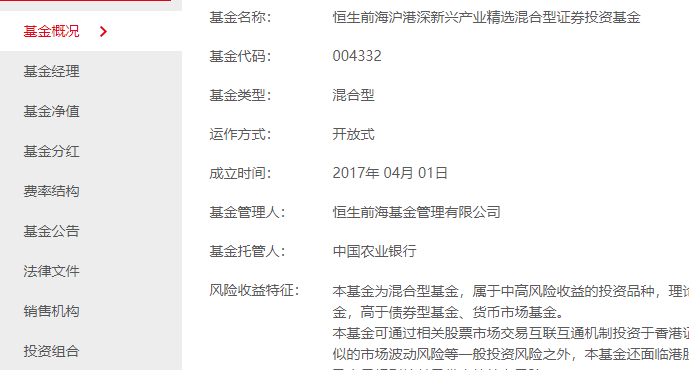 基金概况
基金经理
基金净值
基金分红
费率结构
基金公告
法律文件
销售机构
投资组合
基金名称： 恒生前海沪港深新兴产业精选混合型证券投资基金
基金代码： 004332
基金类型： 混合型
运作方式： 开放式
成立时间： 2017年 04月 01日
基金管理人： 恒生前海基金管理有限公司
基金托管人： 中国农业银行
风险收益特征： 本基金为混合型基金，属于中高风险收益的投资品种，理论
金，高于债券型基金、货币市场基金。
本基金可通过相关股票市场交易互联互通机制投资于香港证
似的市场波动风险等一般投资风险之外，本基金还面临港股